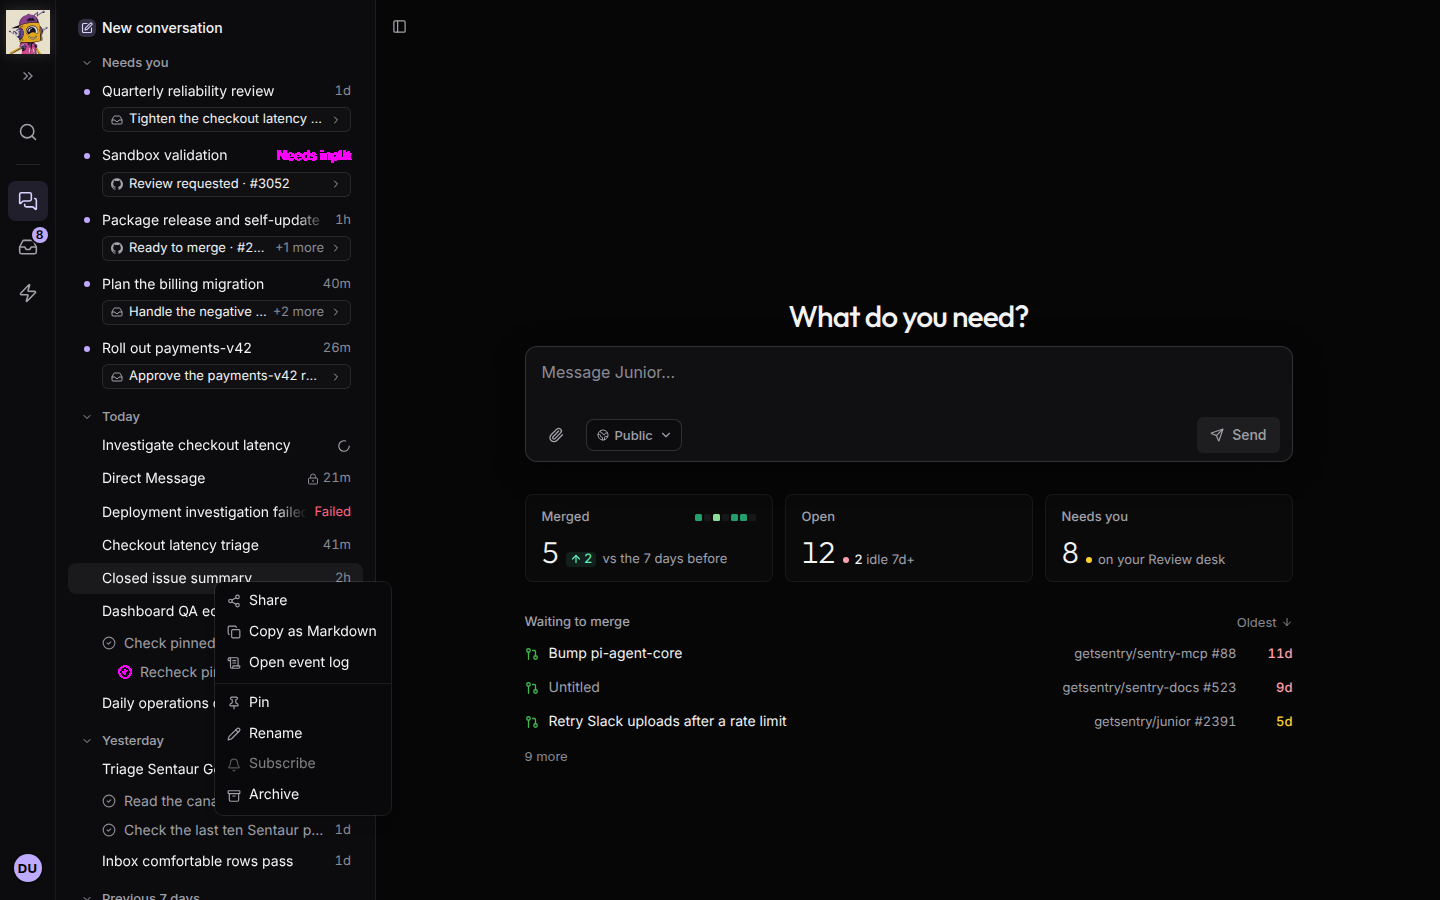 New conversation
Needs you
Quarterly reliability review 1d
Tighten the checkout latency ...
Sandbox validation Needs
Review requested · #3052
Package release and self-update 1h
Ready to merge · #2... +1 more
Plan the billing migration 40m
Handle the negative ... +2 more
Roll out payments-v42 26m
Approve the payments-v42 r...
Today
Investigate checkout latency
Direct Message 21m
Deployment investigation failed Failed
Checkout latency triage 41m
Closed issue summary 2h
Dashboard QA
Check pinned
Recheck
Daily operations
Yesterday
Triage Sentaur
Read the
Check the last ten Sentaur p... 1d
Inbox comfortable rows pass 1d
Previous 7 days
8
DU
Share
Copy as Markdown
Open event log
Pin
Rename
Subscribe
Archive
What do you need?
Message Junior...
Public
Send
Merged
5 2 vs the 7 days before
Open
12 2 idle 7d+
Needs you
8 on your Review desk
Waiting to merge Oldest
Bump pi-agent-core getsentry/sentry-mcp #88 11d
Untitled getsentry/sentry-docs #523 9d
Retry Slack uploads after a rate limit getsentry/junior #2391 5d
9 more